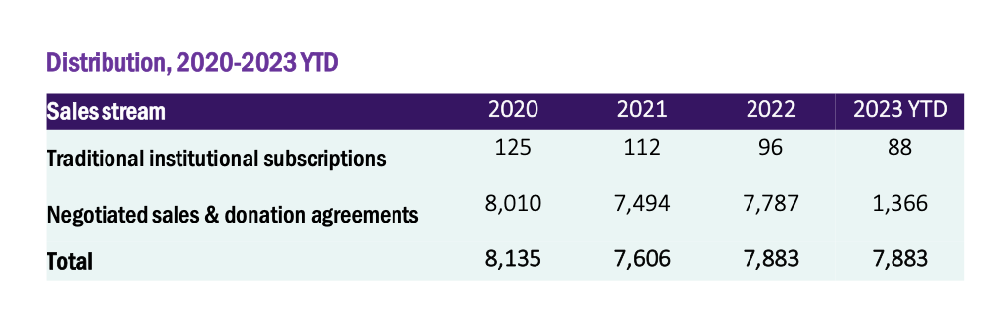 Distribution, 2020-2023 YTD
Sales stream 2020 2021 2022 2023 YTD
Traditional institutional subscriptions 125 112 96 88
Negotiated sales & donation agreements 8,010 7,494 7,787 1,366
Total 8,135 7,606 7,883 7,883